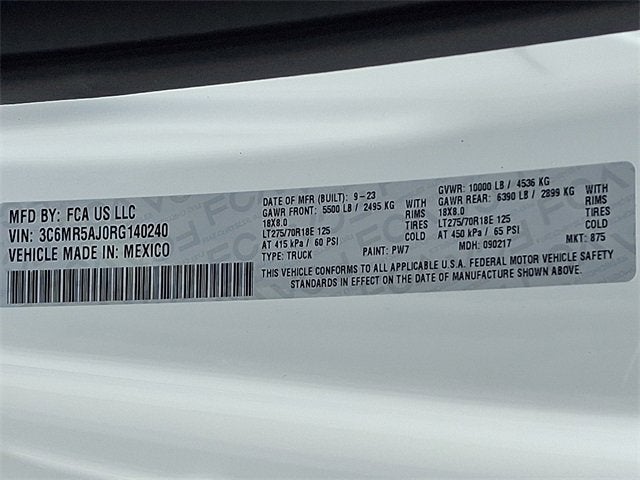 MFD BY: FCA US LLC
VIN: 3C6MR5AJ0RG140240
VEHICLE MADE IN: MEXICO
DATE OF MFR (BUILT): 9-23 GVWR: 10000 LB / 4536 KG
GAWR FRONT: 5500 LB / 2495 KG WITH GAWR REAR: 6390 LB / 2899 KG WITH
18X8.0 RIMS 18X8.0 RIMS
LT275/70R18E 125 TIRES LT275/70R18E 125 TIRES
AT 415 kPa / 60 PSI COLD AT 450 kPa / 65 PSI COLD
TYPE: TRUCK PAINT: PW7 MDH: 090217 MKT: 875
THIS VEHICLE CONFORMS TO ALL APPLICABLE U.S.A. FEDERAL MOTOR VEHICLE SAFETY
STANDARDS IN EFFECT ON THE DATE OF MANUFACTURE SHOWN ABOVE.